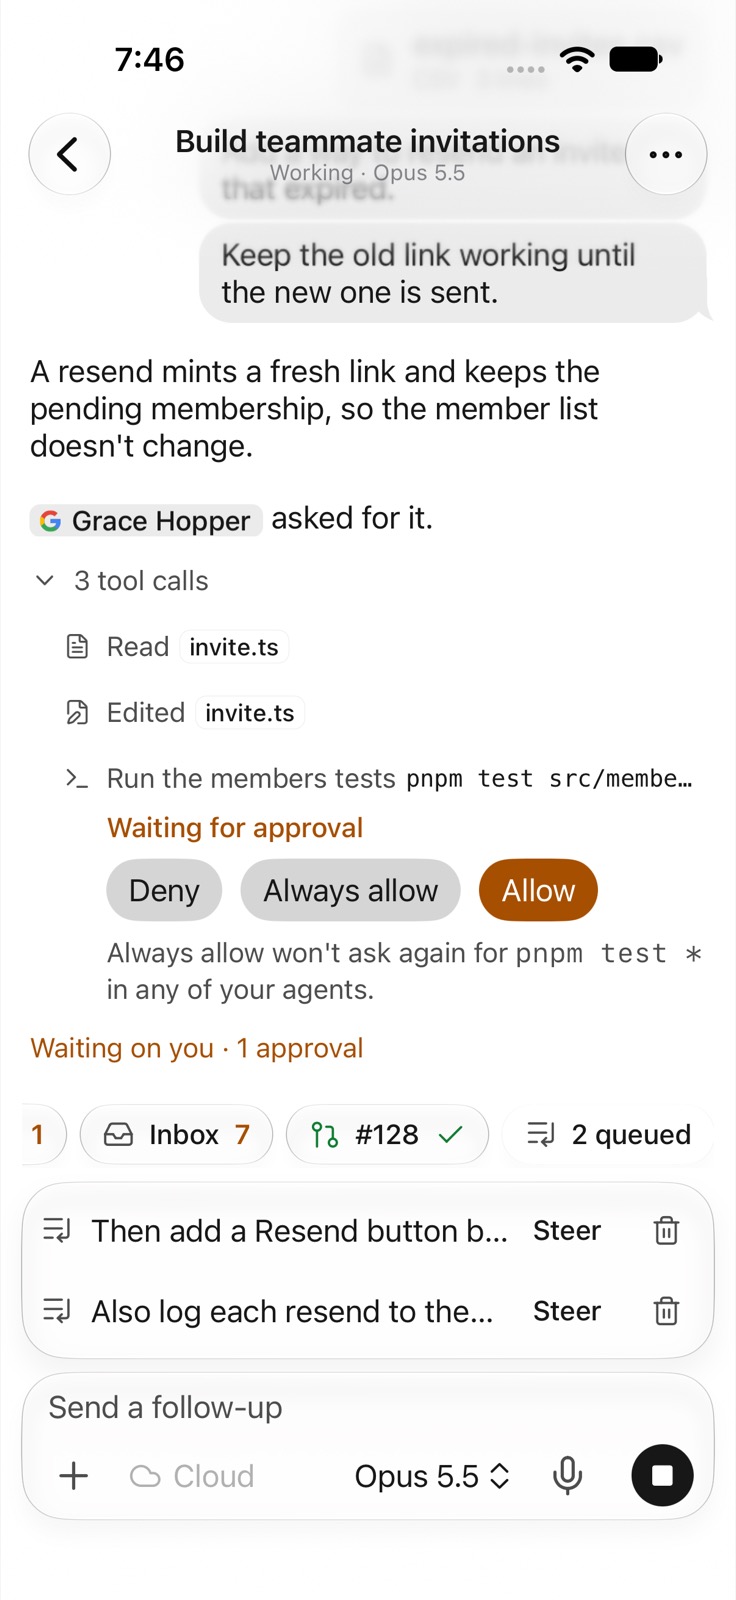 7:46
Build teammate invitations
Working · Opus 5.5
that expired.
Keep the old link working until
the new one is sent.
A resend mints a fresh link and keeps the
pending membership, so the member list
doesn't change.
Grace Hopper asked for it.
3 tool calls
Read invite.ts
Edited invite.ts
Run the members tests pnpm test src/membe…
Waiting for approval
Deny Always allow Allow
Always allow won't ask again for pnpm test *
in any of your agents.
Waiting on you · 1 approval
1 Inbox 7 #128 2 queued
Then add a Resend button b… Steer
Also log each resend to the… Steer
Send a follow-up
Cloud Opus 5.5